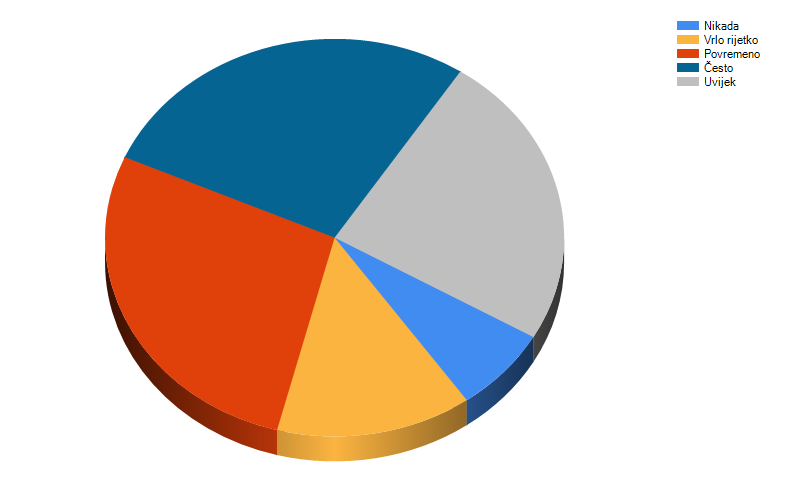 Nikada
Vrlo rijetko
Povremeno
Često
Uvijek